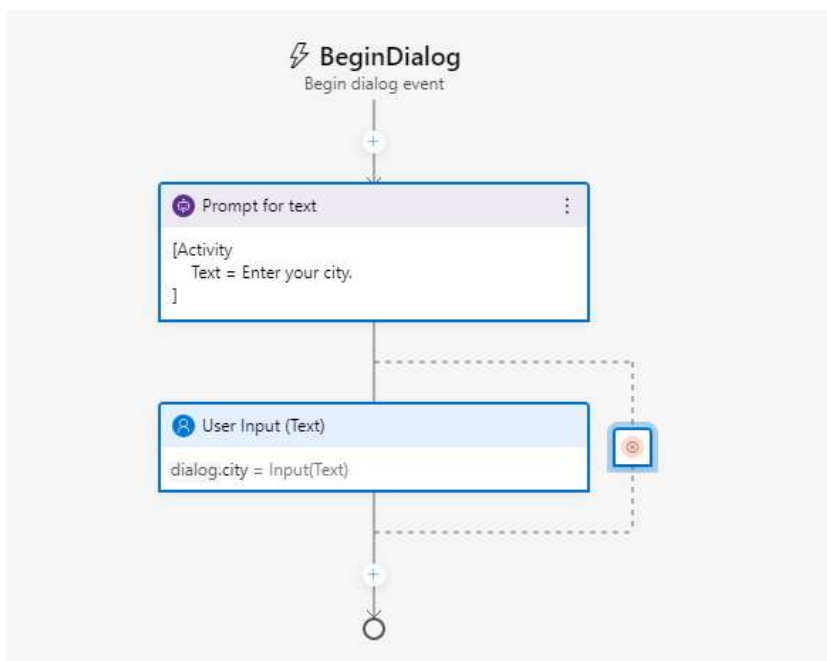 BeginDialog
Begin dialog event
Prompt for text
[Activity
Text = Enter your city.
]
User Input (Text)
dialog.city = Input(Text)